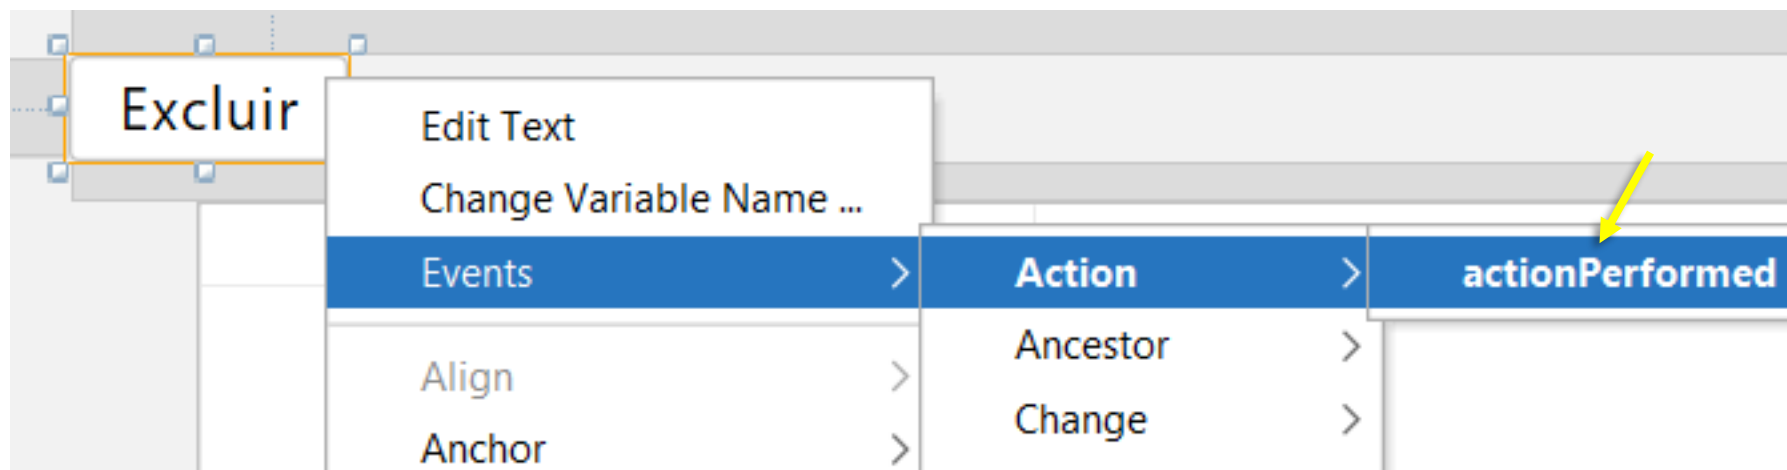 Excluir
Edit Text
Change Variable Name ...
Events
Action
actionPerformed
Ancestor
Align
Change
Anchor